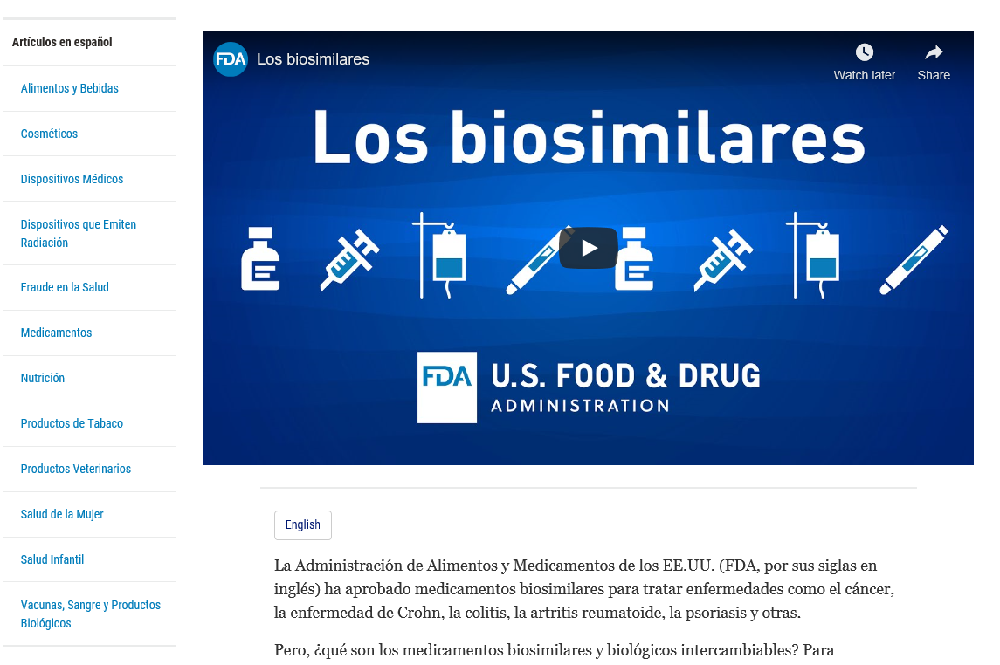 Artículos en español
Alimentos y Bebidas
Cosméticos
Dispositivos Médicos
Dispositivos que Emiten
Radiación
Fraude en la Salud
Medicamentos
Nutrición
Productos de Tabaco
Productos Veterinarios
Salud de la Mujer
Salud Infantil
Vacunas, Sangre y Productos
Biológicos
FDA Los biosimilares
Watch later Share
Los biosimilares
FDA U.S. FOOD & DRUG
ADMINISTRATION
English
La Administración de Alimentos y Medicamentos de los EE.UU. (FDA, por sus siglas en
inglés) ha aprobado medicamentos biosimilares para tratar enfermedades como el cáncer,
la enfermedad de Crohn, la colitis, la artritis reumatoide, la psoriasis y otras.
Pero, ¿qué son los medicamentos biosimilares y biológicos intercambiables? Para